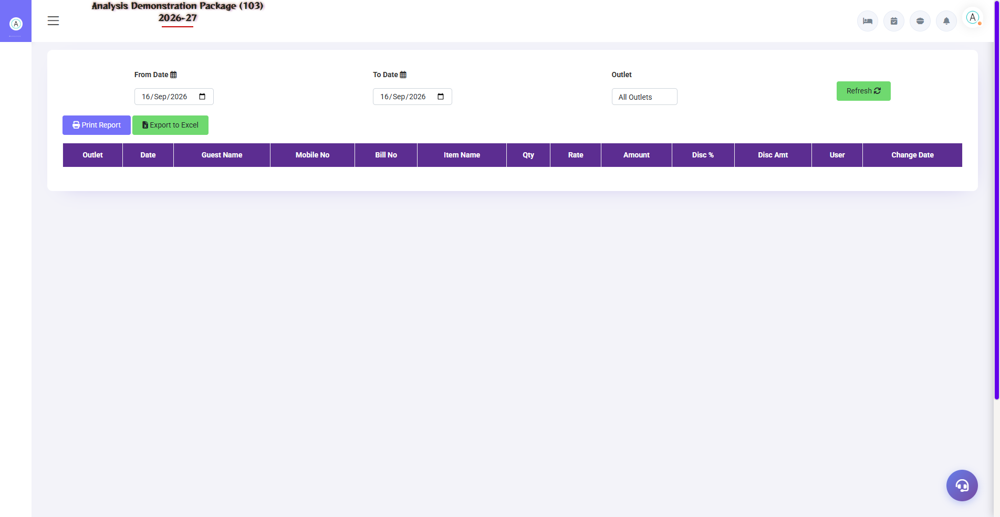 Analysis Demonstration Package (103)
2026-27
From Date
To Date
Outlet
16/Sep/2026
16/Sep/2026
All Outlets
Refresh
Print Report
Export to Excel
Outlet Date Guest Name Mobile No Bill No Item Name Qty Rate Amount Disc % Disc Amt User Change Date